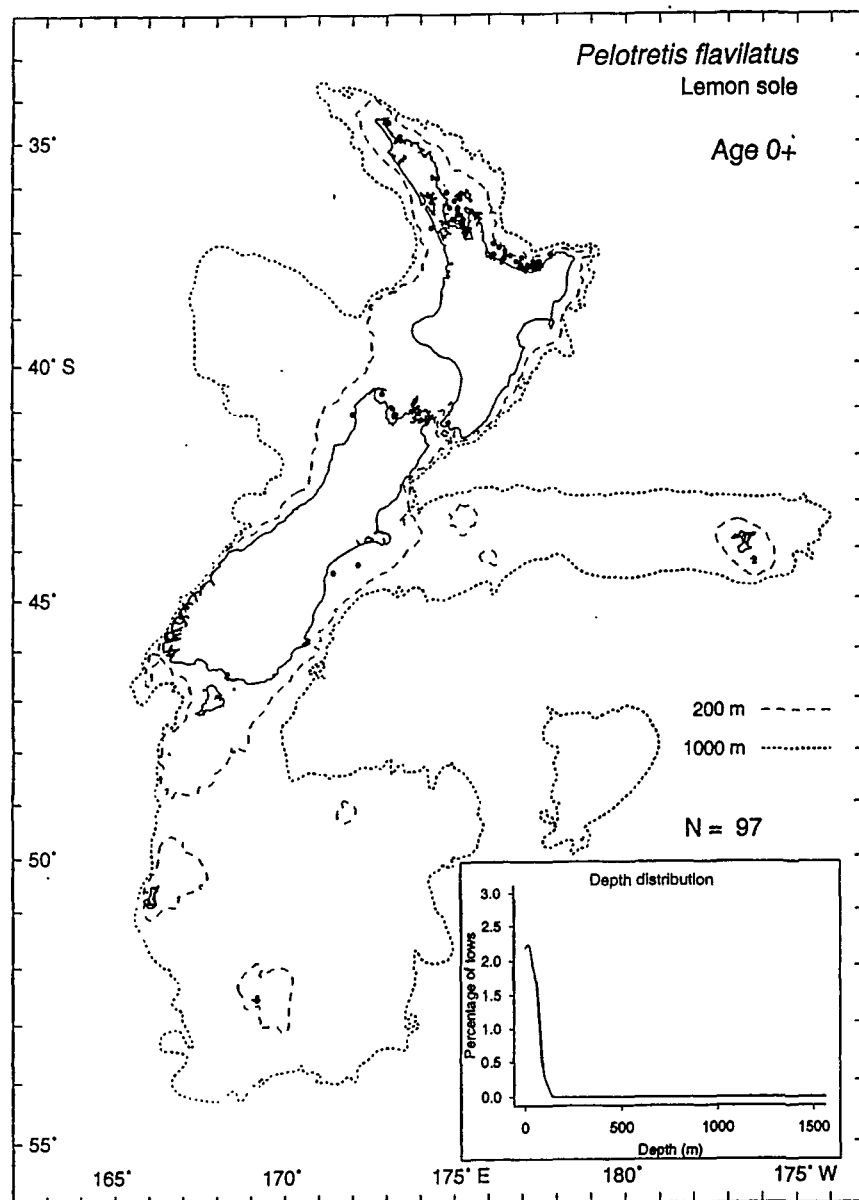 Pelotretis flavilatus
Lemon sole
Age 0+
35°
40° S
45°
200 m
1000 m
N = 97
50°
Depth distribution
3.0
2.5
2.0
1.5
1.0
0.5
0.0
Percentage of tows
0 500 1000 1500
Depth (m)
55°
165° 170° 175° E 180° 175° W